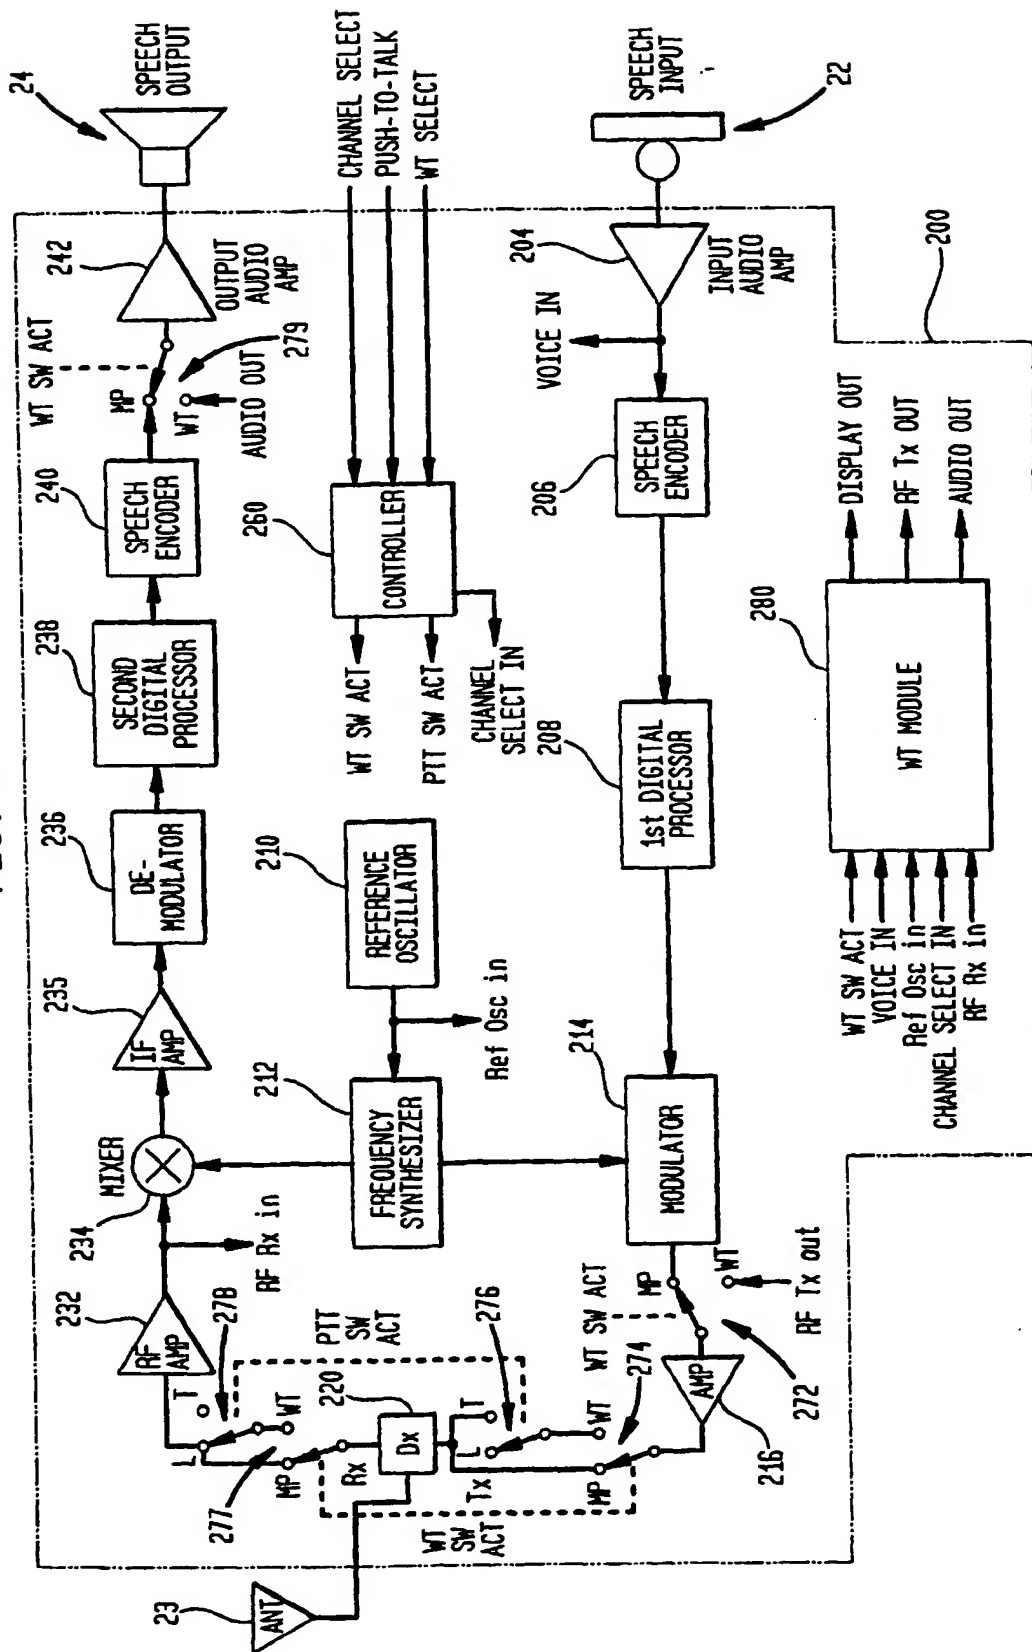 24
SPEECH
OUTPUT
242
OUTPUT
AUDIO
AMP
WT SW ACT
MP
WT
279
AUDIO OUT
240
SPEECH
ENCODER
238
SECOND
DIGITAL
PROCESSOR
236
DE-
MODULATOR
235
IF
AMP
MIXER
234
RF Rx in
232
RF
AMP
CHANNEL SELECT
PUSH-TO-TALK
WT SELECT
260
CONTROLLER
WT SW ACT
PTT SW ACT
CHANNEL
SELECT IN
210
REFERENCE
OSCILLATOR
Ref Osc in
212
FREQUENCY
SYNTHESIZER
L
T
278
WT
277
MP
PTT
SW
ACT
220
Dx
Rx
Tx
WT
SW
ACT
23
ANT
L
T
276
WT
274
MP
SPEECH
INPUT
22
204
INPUT
AUDIO
AMP
VOICE IN
206
SPEECH
ENCODER
208
1st DIGITAL
PROCESSOR
214
MODULATOR
MP
WT
WT SW ACT
RF Tx out
272
AMP
216
200
280
WT MODULE
WT SW ACT
VOICE IN
Ref Osc in
CHANNEL SELECT IN
RF Rx in
DISPLAY OUT
RF Tx OUT
AUDIO OUT